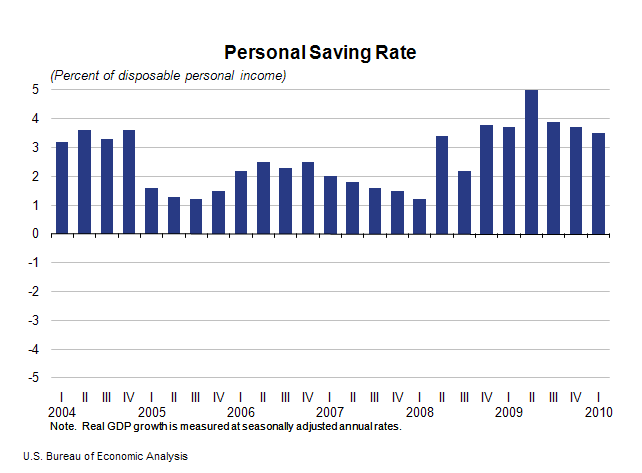 Personal Saving Rate
(Percent of disposable personal income)
5
4
3
2
1
0
-1
-2
-3
-4
-5
I II III IV I II III IV I II III IV I II III IV I II III IV I II III IV I
2004 2005 2006 2007 2008 2009 2010
Note. Real GDP growth is measured at seasonally adjusted annual rates.
U.S. Bureau of Economic Analysis